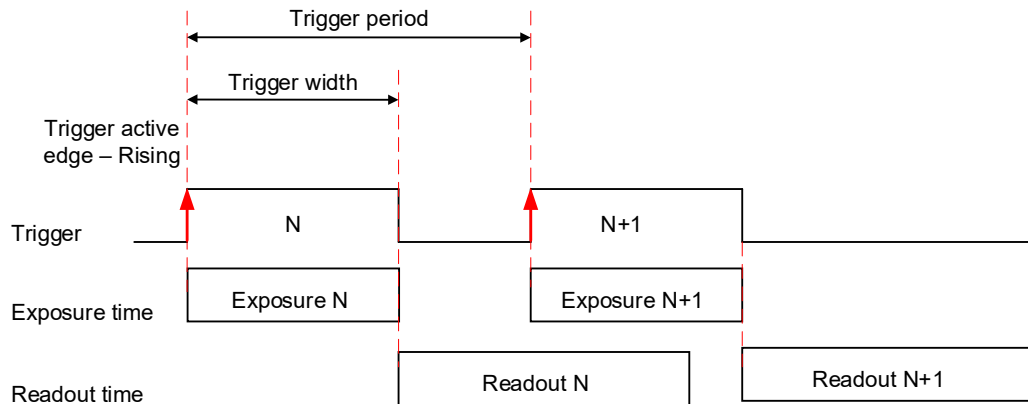 Trigger period
Trigger width
Trigger active
edge – Rising
Trigger
N
N+1
Exposure time
Exposure N
Exposure N+1
Readout time
Readout N
Readout N+1